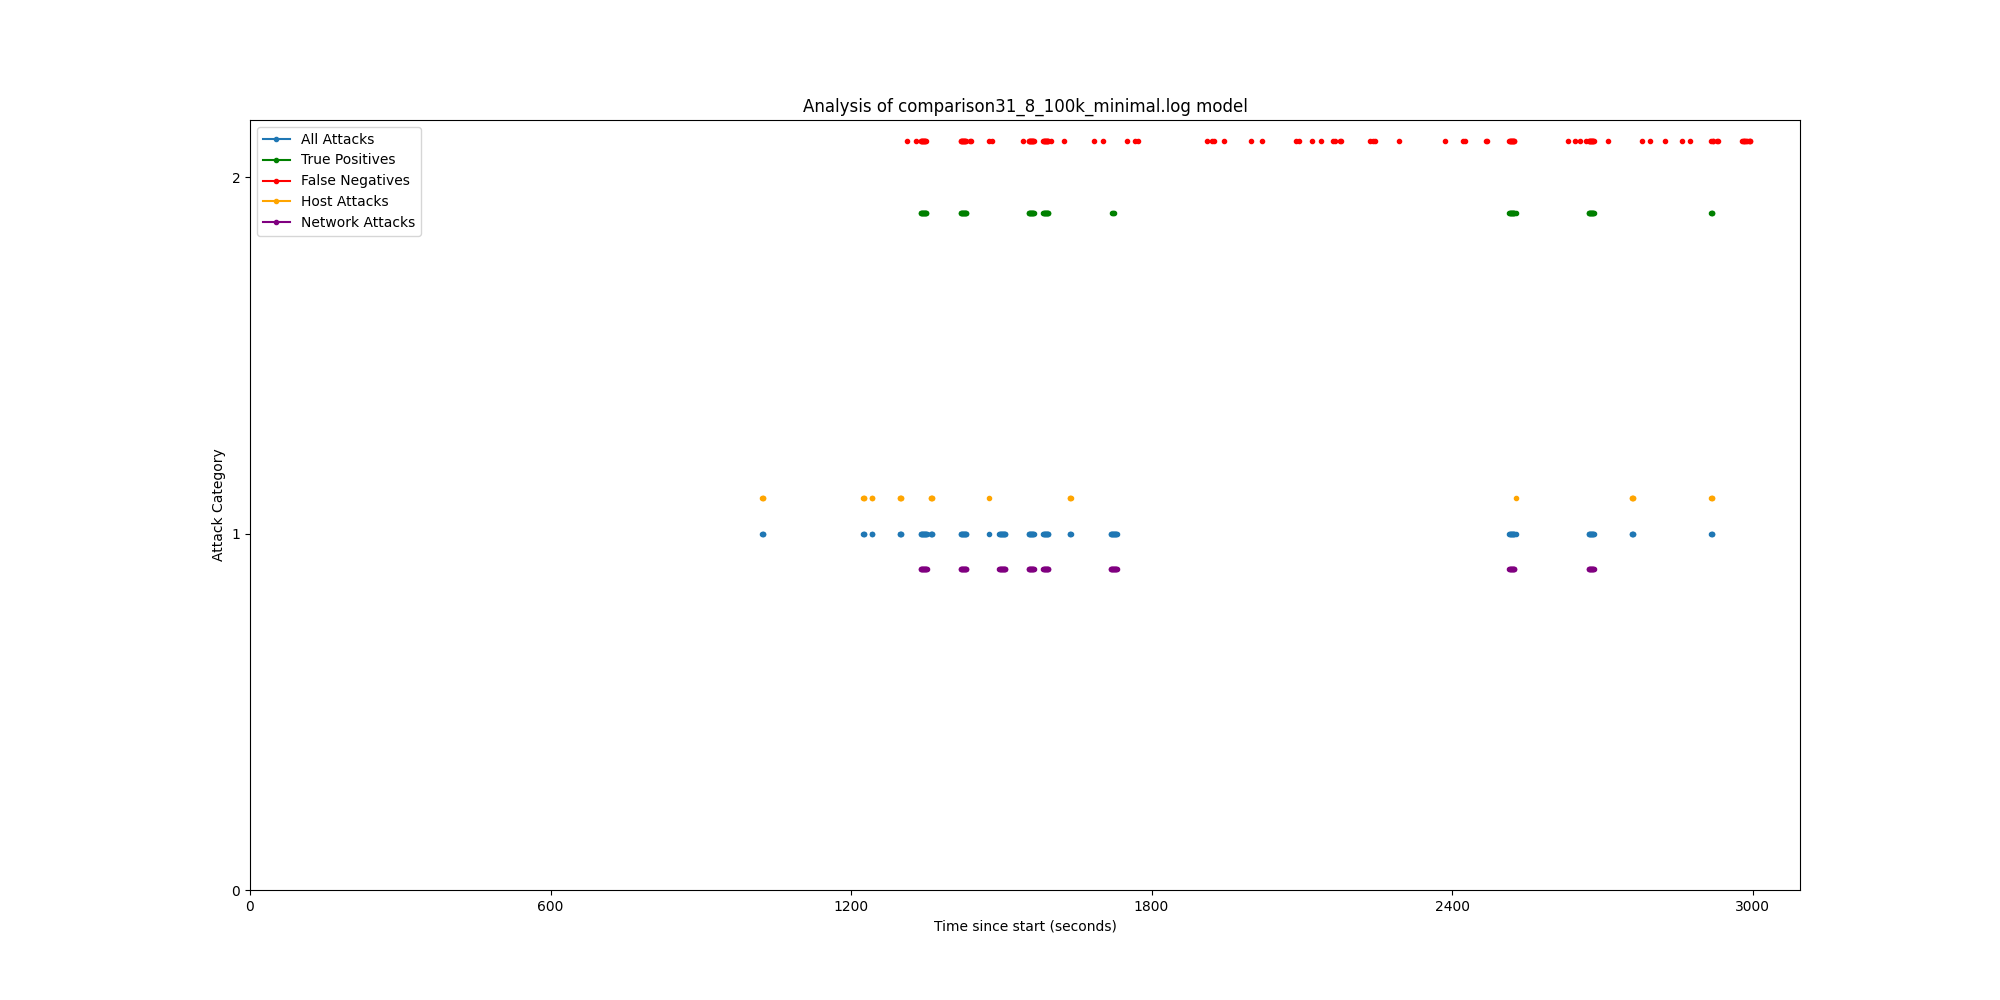 Analysis of comparison31_8_100k_minimal.log model
All Attacks
True Positives
False Negatives
Host Attacks
Network Attacks
2
1
0
Attack Category
0 600 1200 1800 2400 3000
Time since start (seconds)